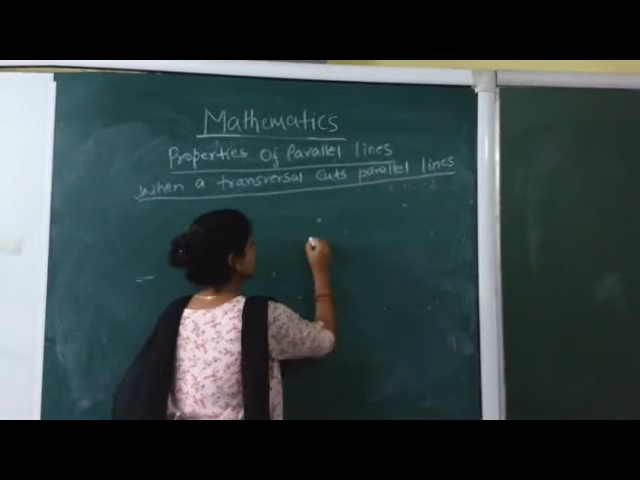 Mathematics
Properties Of Parallel lines
When a transversal cuts parallel lines